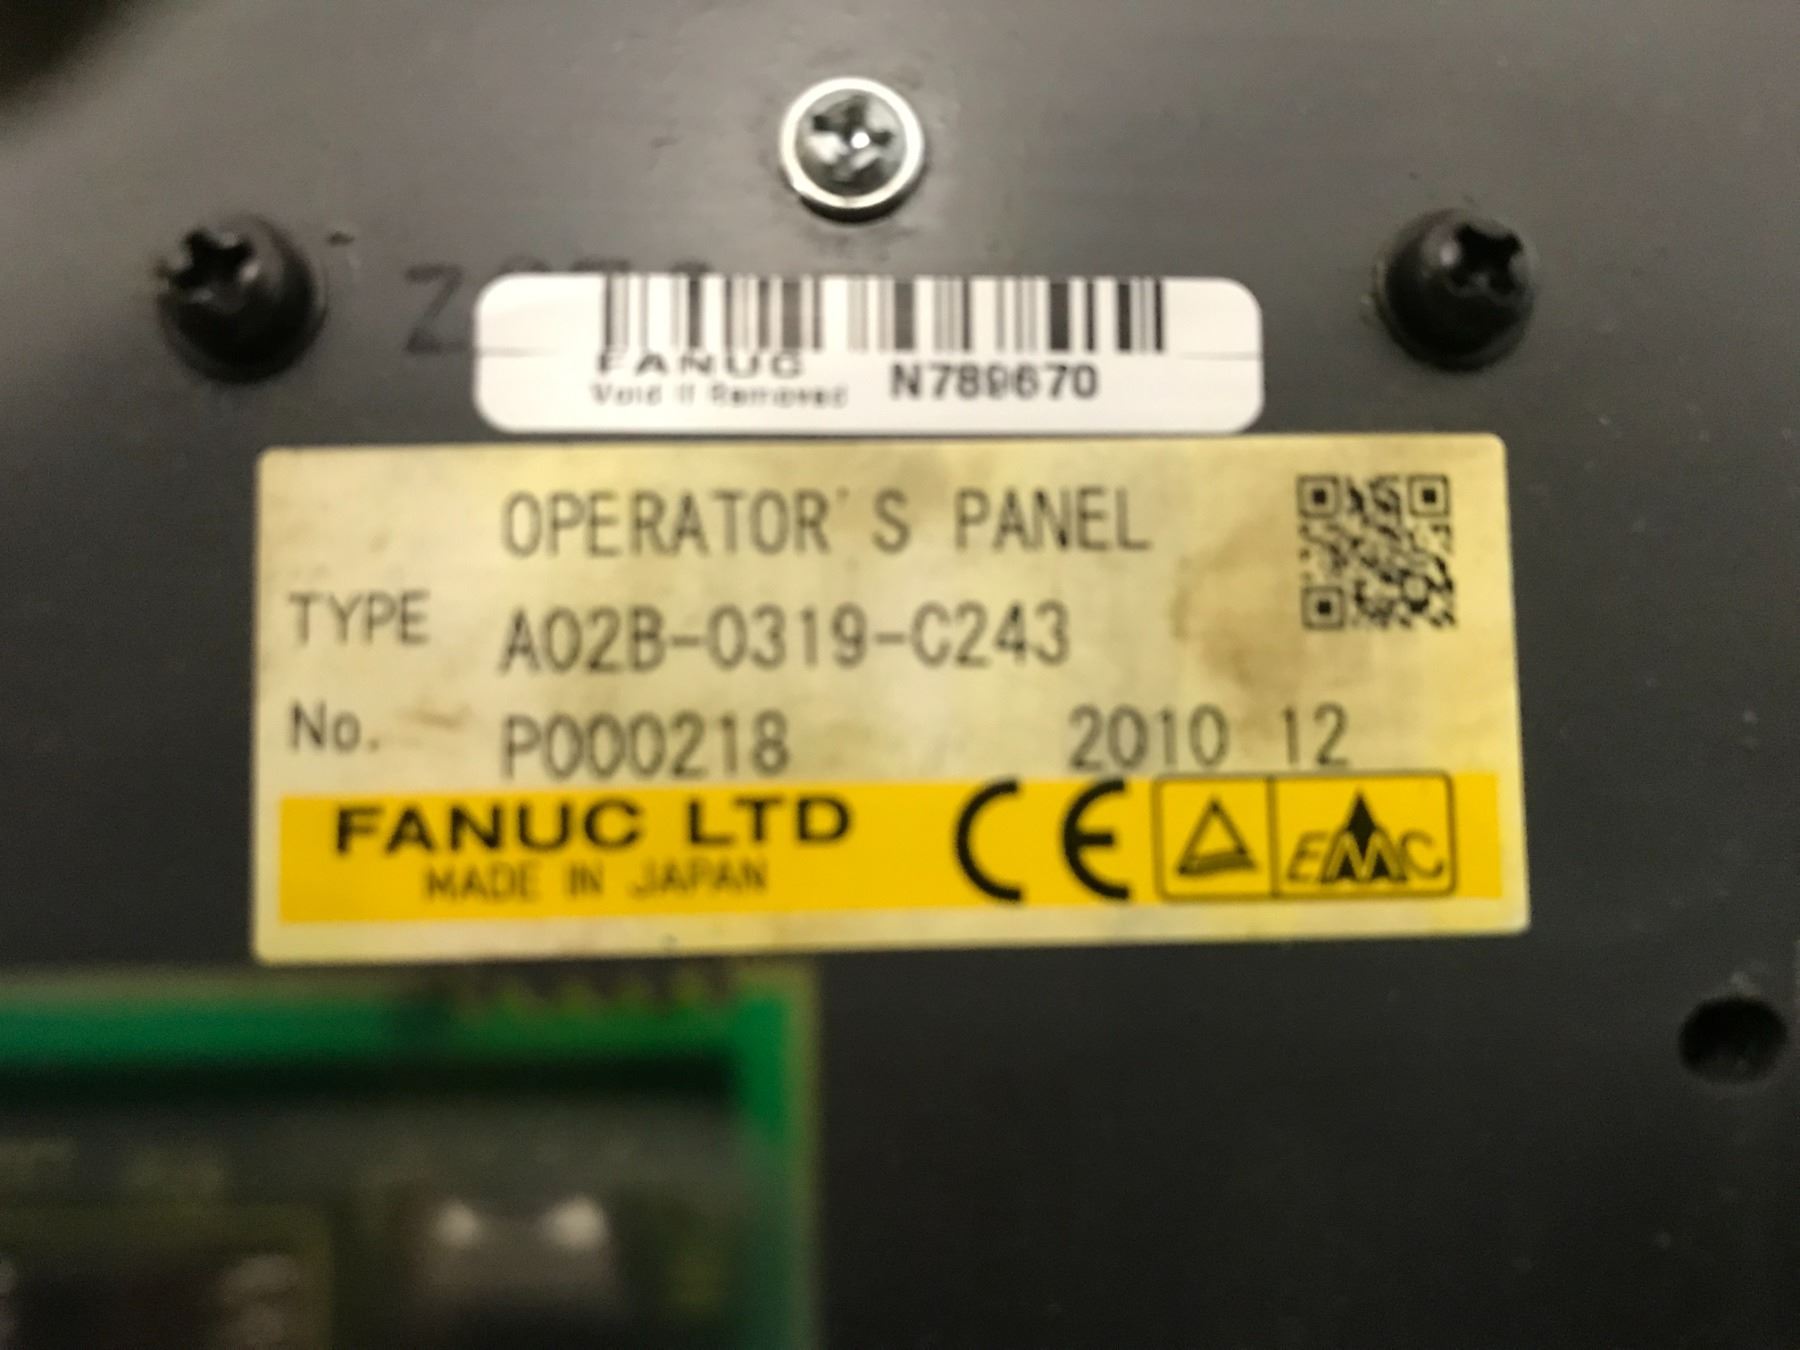 FANUC
Void If Removed N789670
OPERATOR'S PANEL
TYPE A02B-0319-C243
No. P000218 2010 12
FANUC LTD
MADE IN JAPAN
CE
EMC